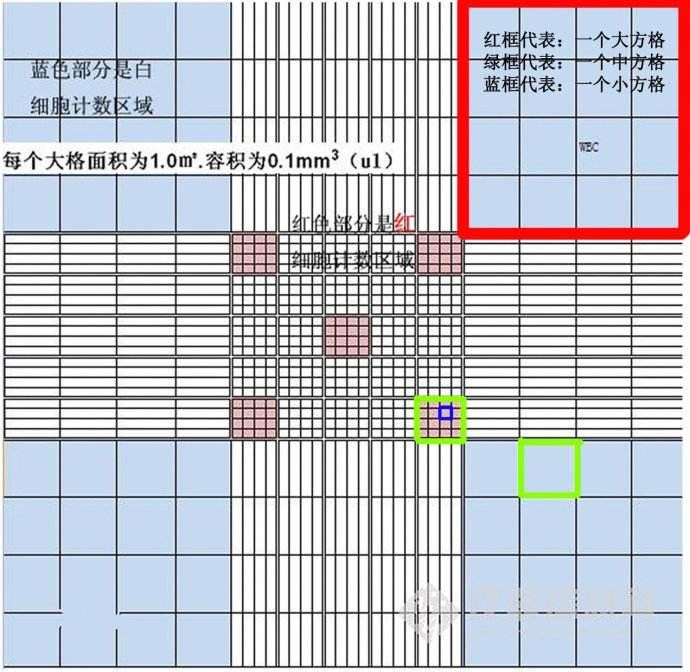 蓝色部分是白
细胞计数区域
红框代表：一个大方格
绿框代表：一个中方格
蓝框代表：一个小方格
WBC
每个大格面积为1.0㎡.容积为0.1mm³（ul）
红色部分是红
细胞计数区域